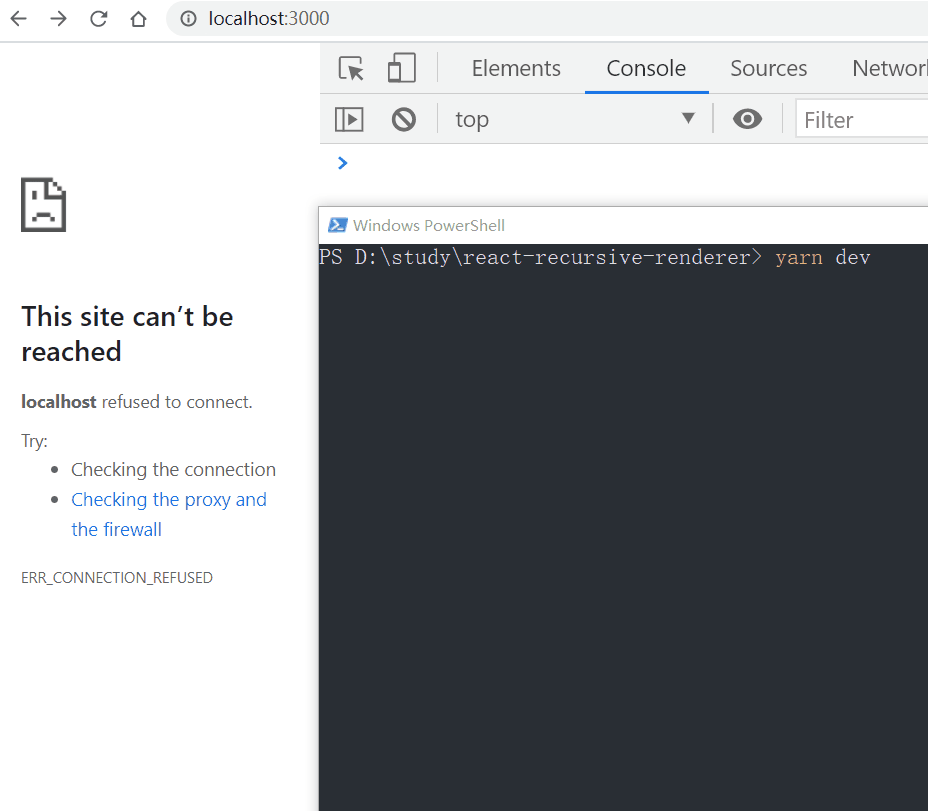 localhost:3000
Elements Console Sources Networ
top Filter
This site can't be
reached
localhost refused to connect.
Try:
Checking the connection
Checking the proxy and
the firewall
ERR_CONNECTION_REFUSED
Windows PowerShell
PS D:\study\react-recursive-renderer> yarn dev